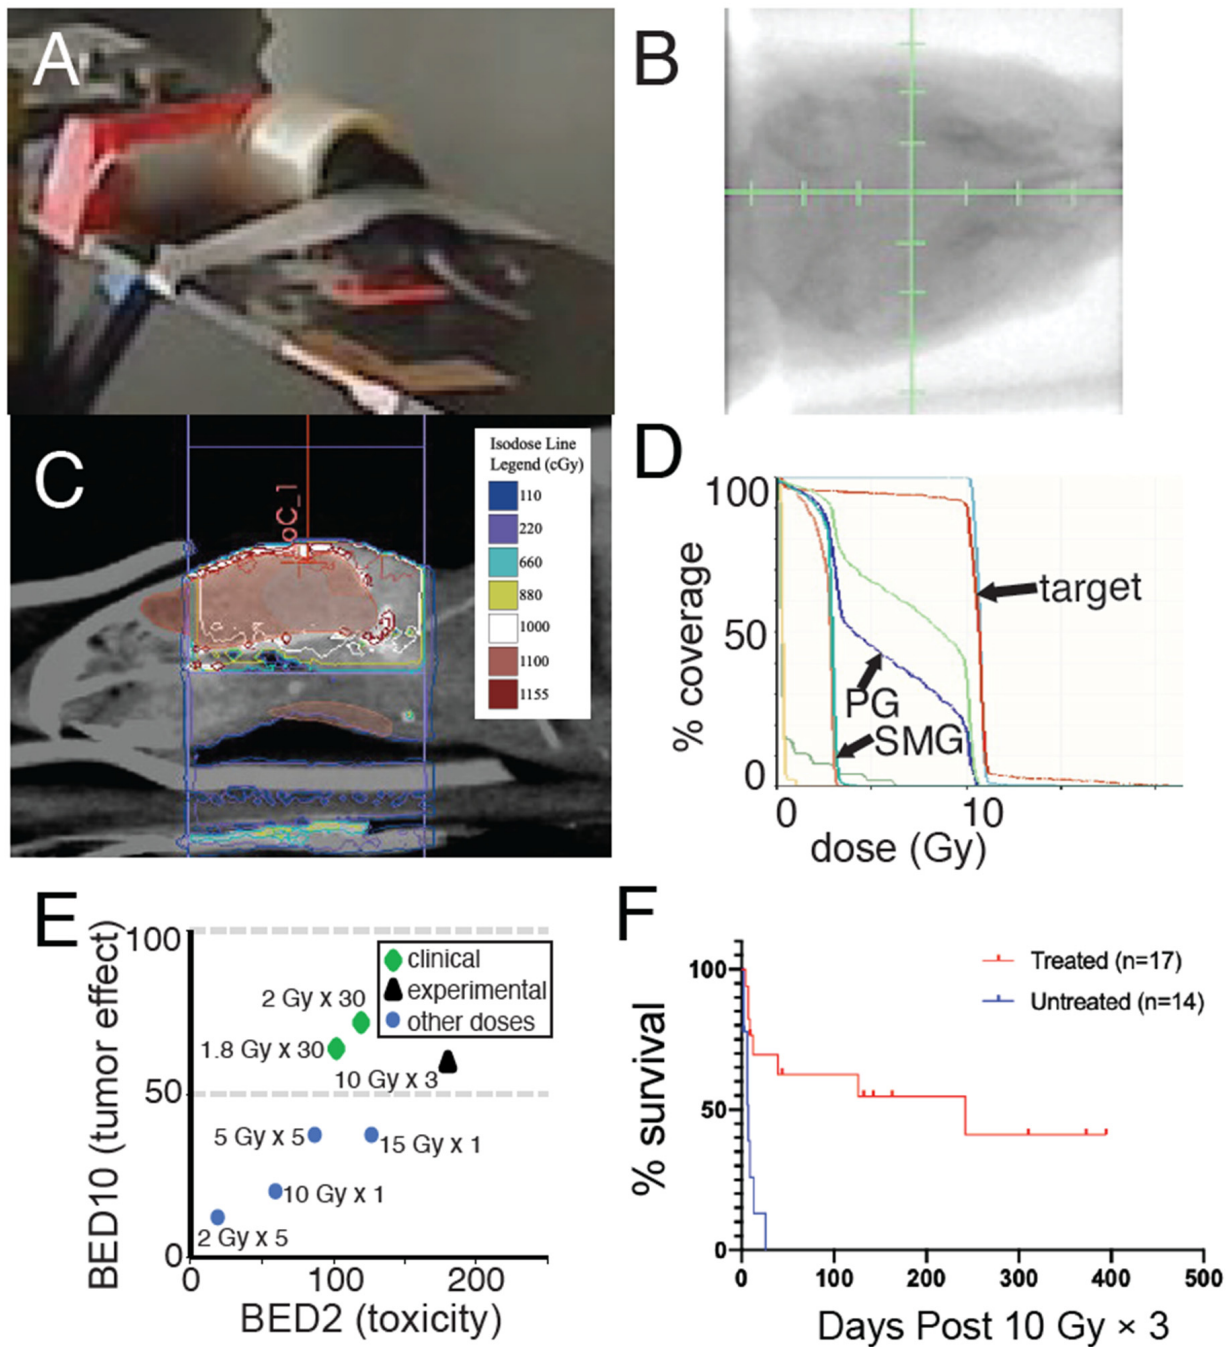 A
B
C
oC_1
Isodose Line
Legend (cGy)
110
220
660
880
1000
1100
1155
D
100
50
0
0
10
% coverage
dose (Gy)
target
PG
SMG
E
100
50
0
0
100
200
BED10 (tumor effect)
BED2 (toxicity)
clinical
experimental
other doses
2 Gy x 30
1.8 Gy x 30
10 Gy x 3
5 Gy x 5
15 Gy x 1
10 Gy x 1
2 Gy x 5
F
100
50
0
0
100
200
300
400
500
% survival
Days Post 10 Gy × 3
Treated (n=17)
Untreated (n=14)